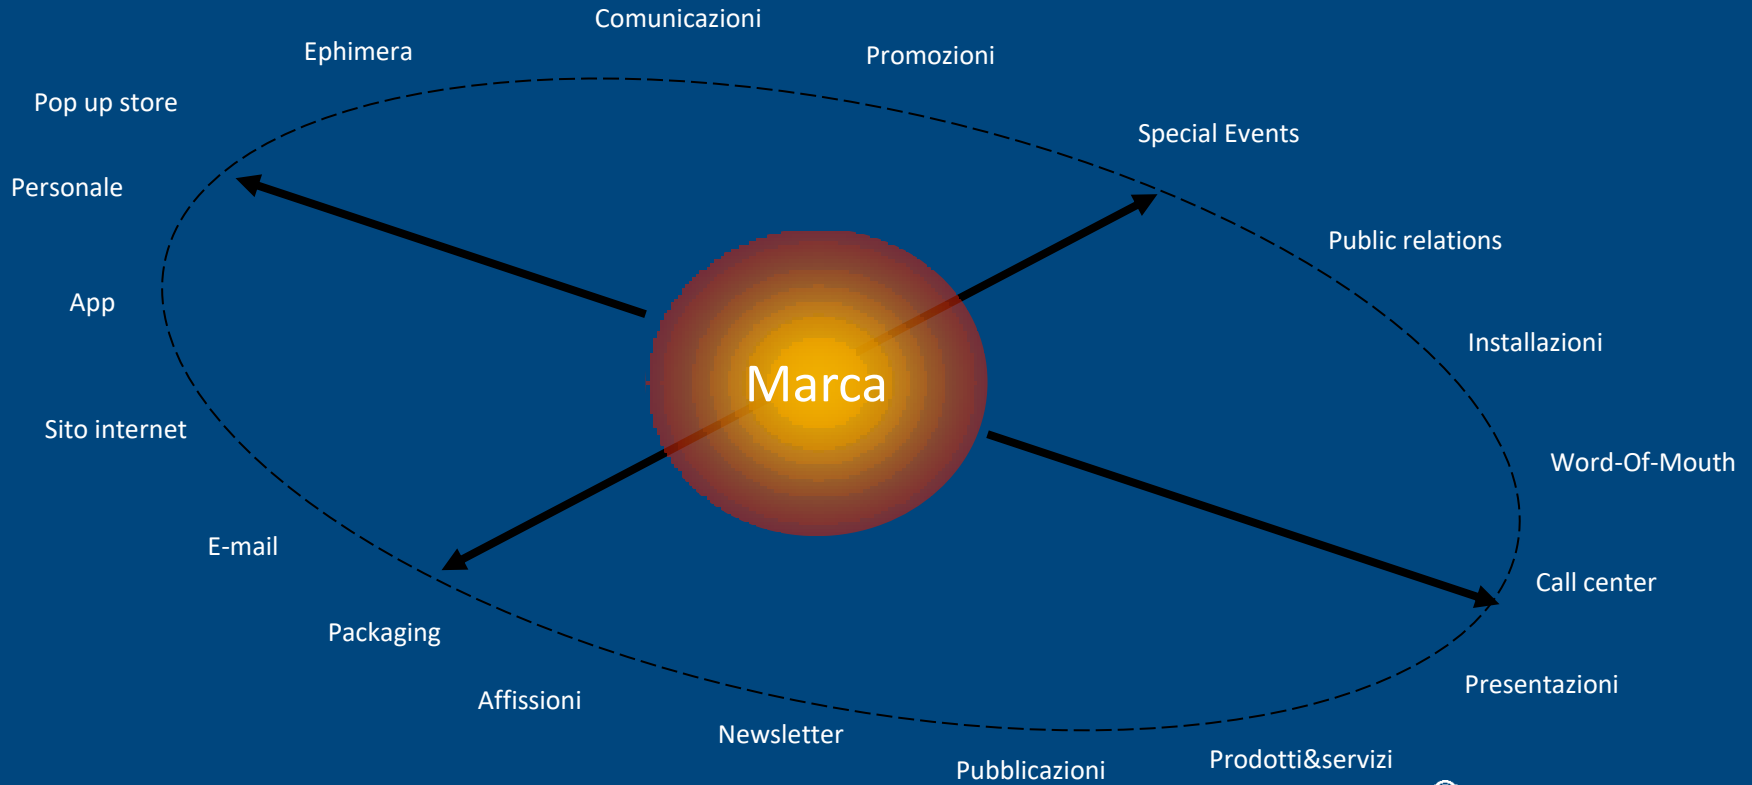 Comunicazioni
Ephimera
Promozioni
Pop up store
Special Events
Personale
Public relations
App
Installazioni
Marca
Sito internet
Word-Of-Mouth
E-mail
Call center
Packaging
Presentazioni
Affissioni
Newsletter
Prodotti&servizi
Pubblicazioni